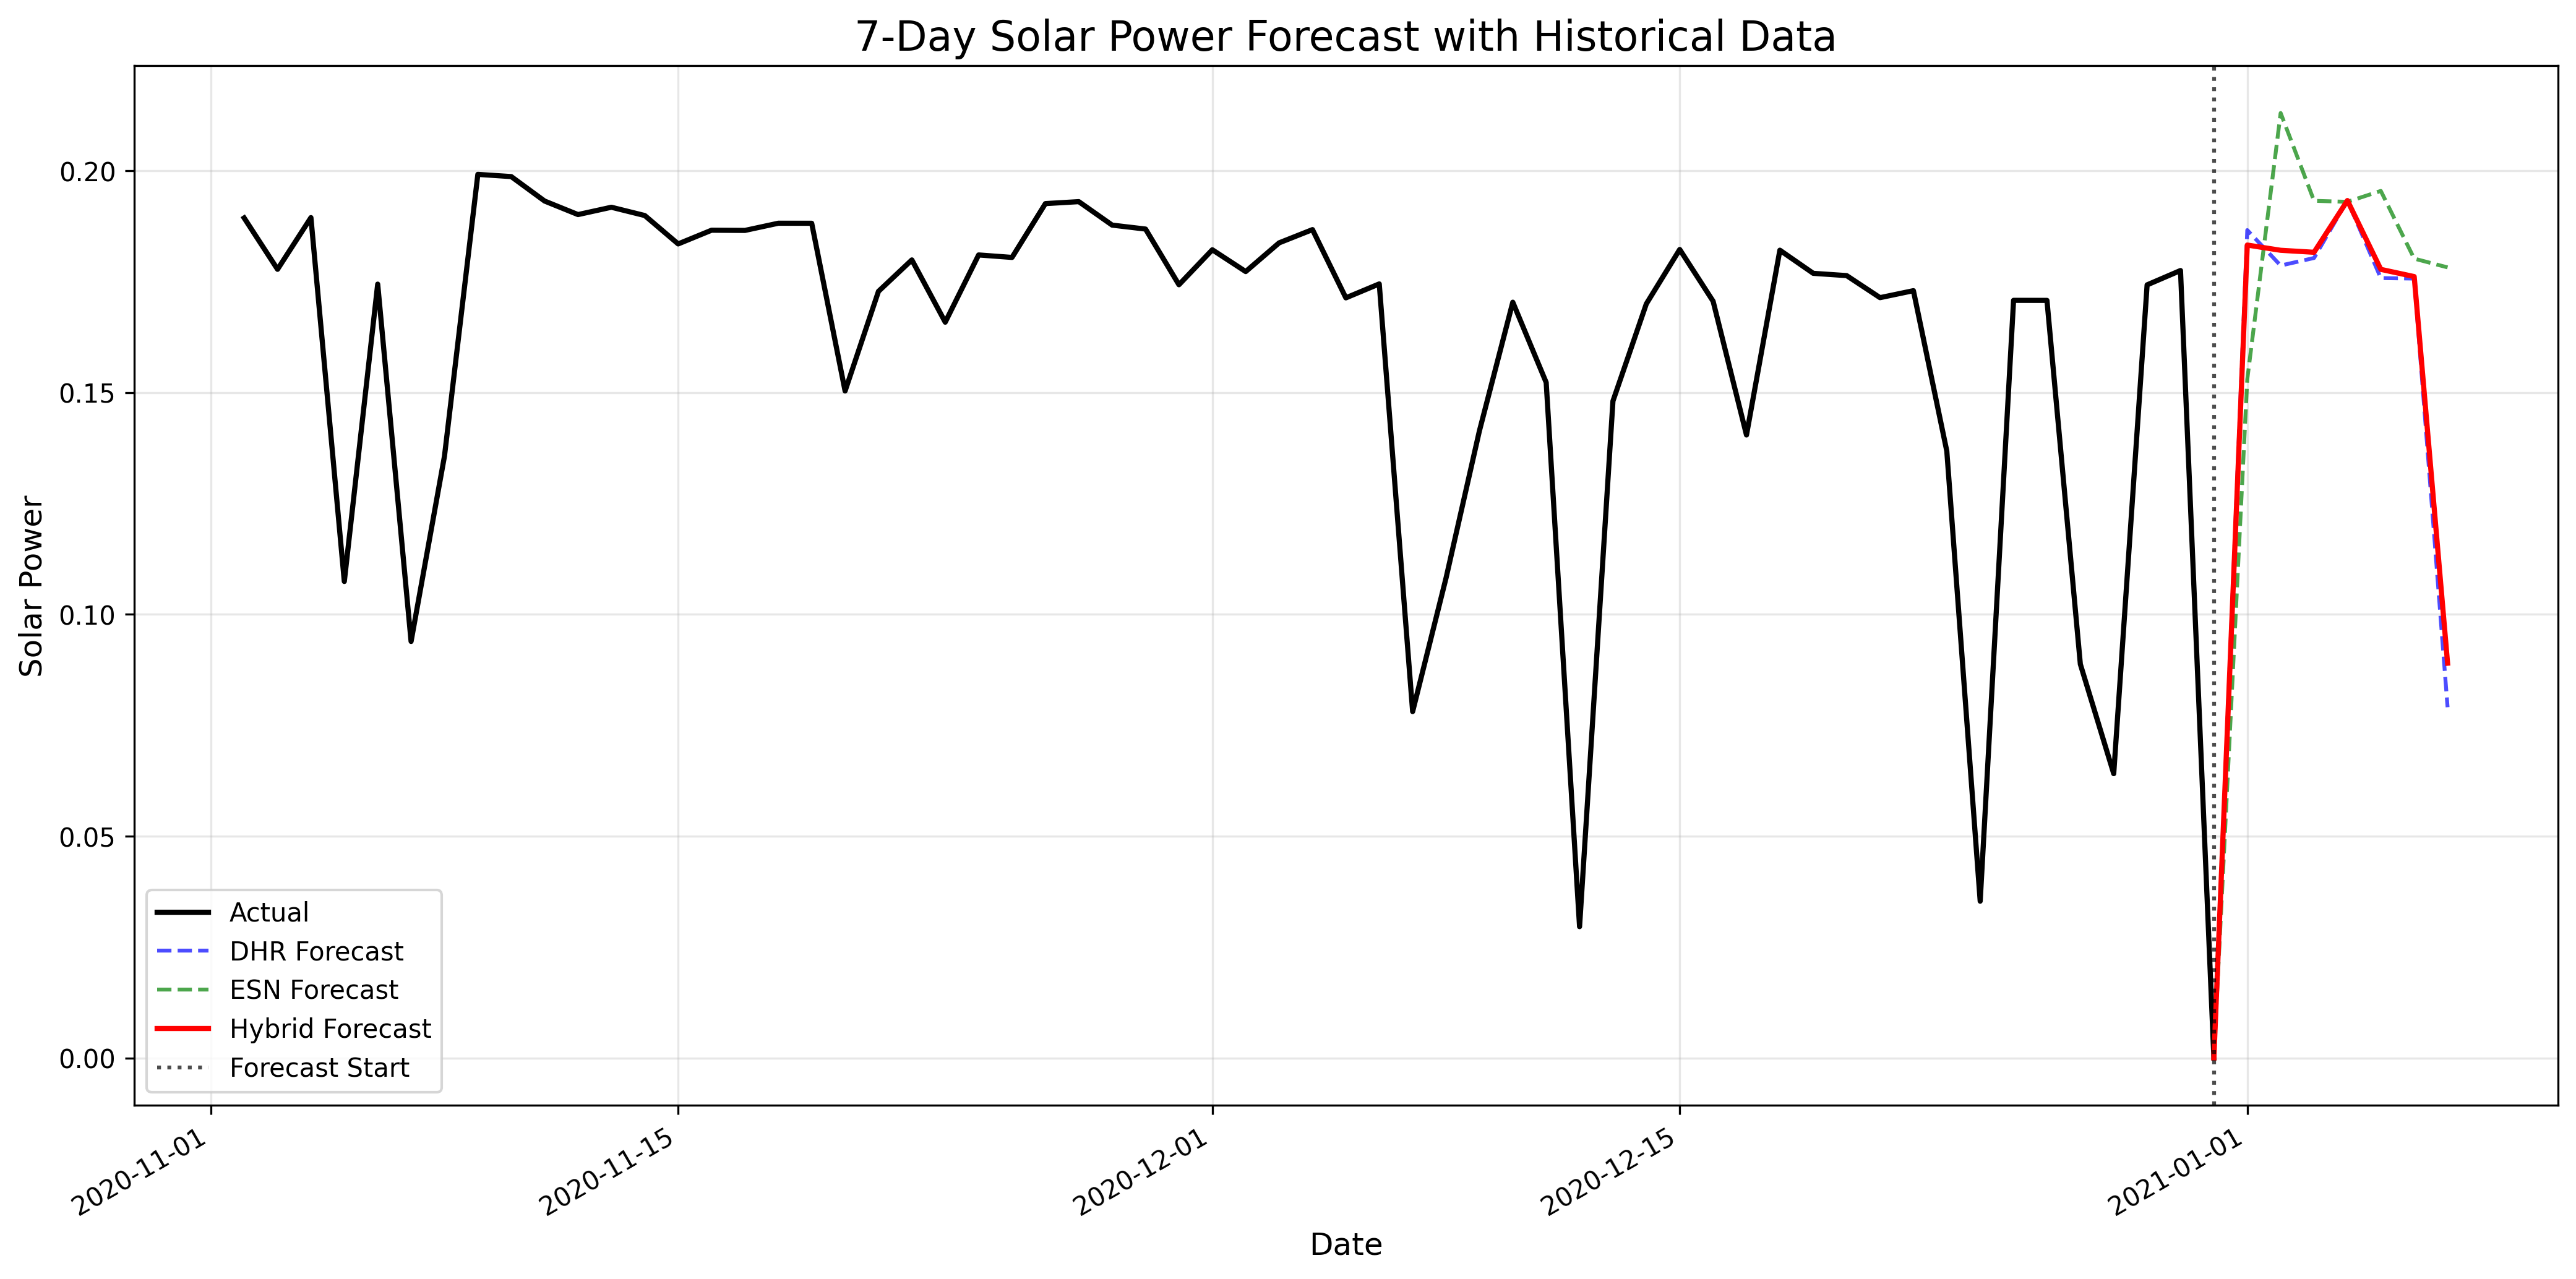 7-Day Solar Power Forecast with Historical Data
Solar Power
0.20
0.15
0.10
0.05
0.00
Actual
DHR Forecast
ESN Forecast
Hybrid Forecast
Forecast Start
2020-11-01
2020-11-15
2020-12-01
2020-12-15
2021-01-01
Date